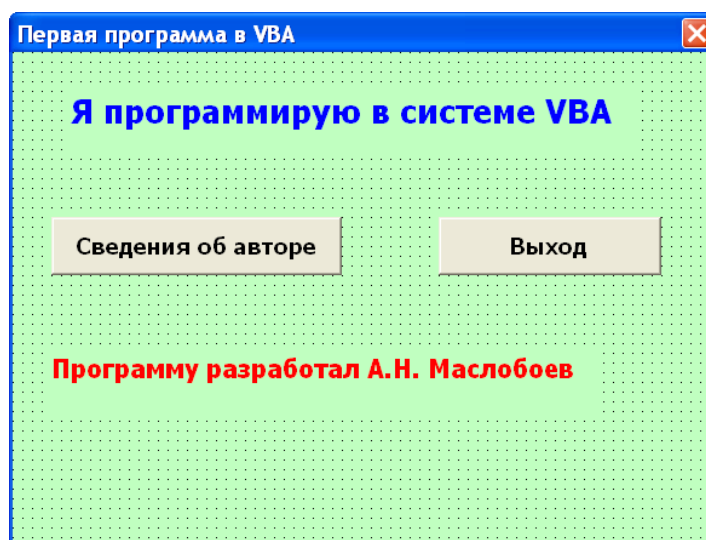 Первая программа в VBA
Я программирую в системе VBA
Сведения об авторе
Выход
Программу разработал А.Н. Маслобоев